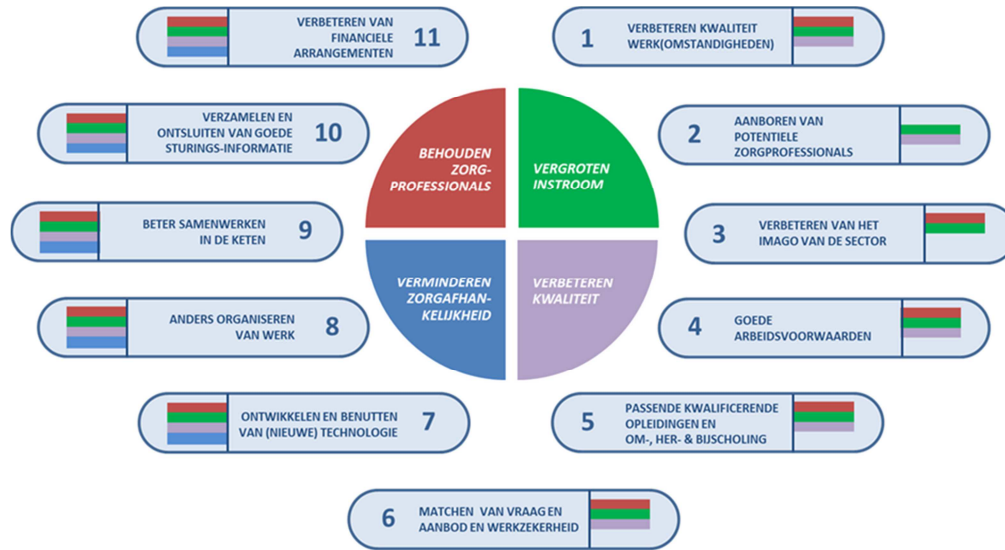 VERBETEREN VAN
FINANCIELE
ARRANGEMENTEN
11
1
VERBETEREN KWALITEIT
WERK(OMSTANDIGHEDEN)
VERZAMELEN EN
ONTSLUITEN VAN GOEDE
STURINGS-INFORMATIE
10
BEHOUDEN
ZORG-
PROFESSIONALS
VERGROTEN
INSTROOM
2
AANBOREN VAN
POTENTIELE
ZORGPROFESSIONALS
BETER SAMENWERKEN
IN DE KETEN
9
3
VERBETEREN VAN HET
IMAGO VAN DE SECTOR
VERMINDEREN
ZORGAFHAN-
KELIJKHEID
VERBETEREN
KWALITEIT
ANDERS ORGANISEREN
VAN WERK
8
4
GOEDE
ARBEIDSVOORWAARDEN
ONTWIKKELEN EN BENUTTEN
VAN (NIEUWE) TECHNOLOGIE
7
5
PASSENDE KWALIFICERENDE
OPLEIDINGEN EN
OM-, HER- & BIJSCHOLING
6
MATCHEN VAN VRAAG EN
AANBOD EN WERKZEKERHEID